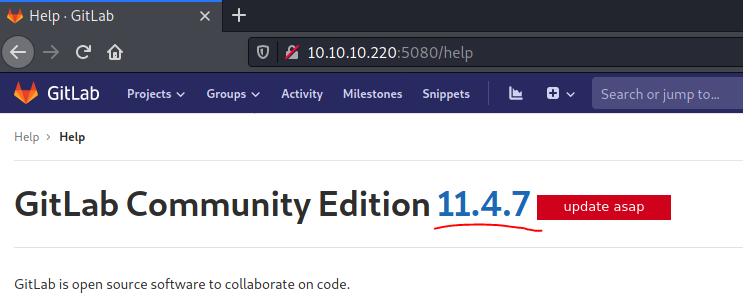 Help · GitLab
10.10.10.220:5080/help
GitLab Projects Groups Activity Milestones Snippets Search or jump to...
Help Help
GitLab Community Edition 11.4.7 update asap
GitLab is open source software to collaborate on code.